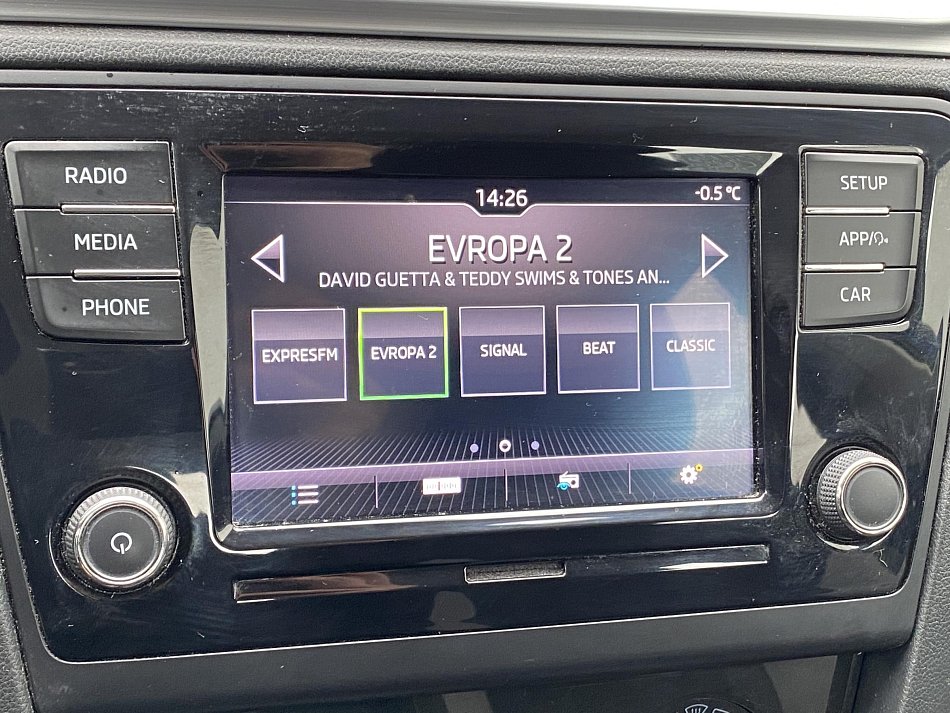 RADIO
MEDIA
PHONE
14:26
-0.5 °C
EVROPA 2
DAVID GUETTA & TEDDY SWIMS & TONES AN...
EXPRESFM
EVROPA 2
SIGNAL
BEAT
CLASSIC
SETUP
APP/
CAR